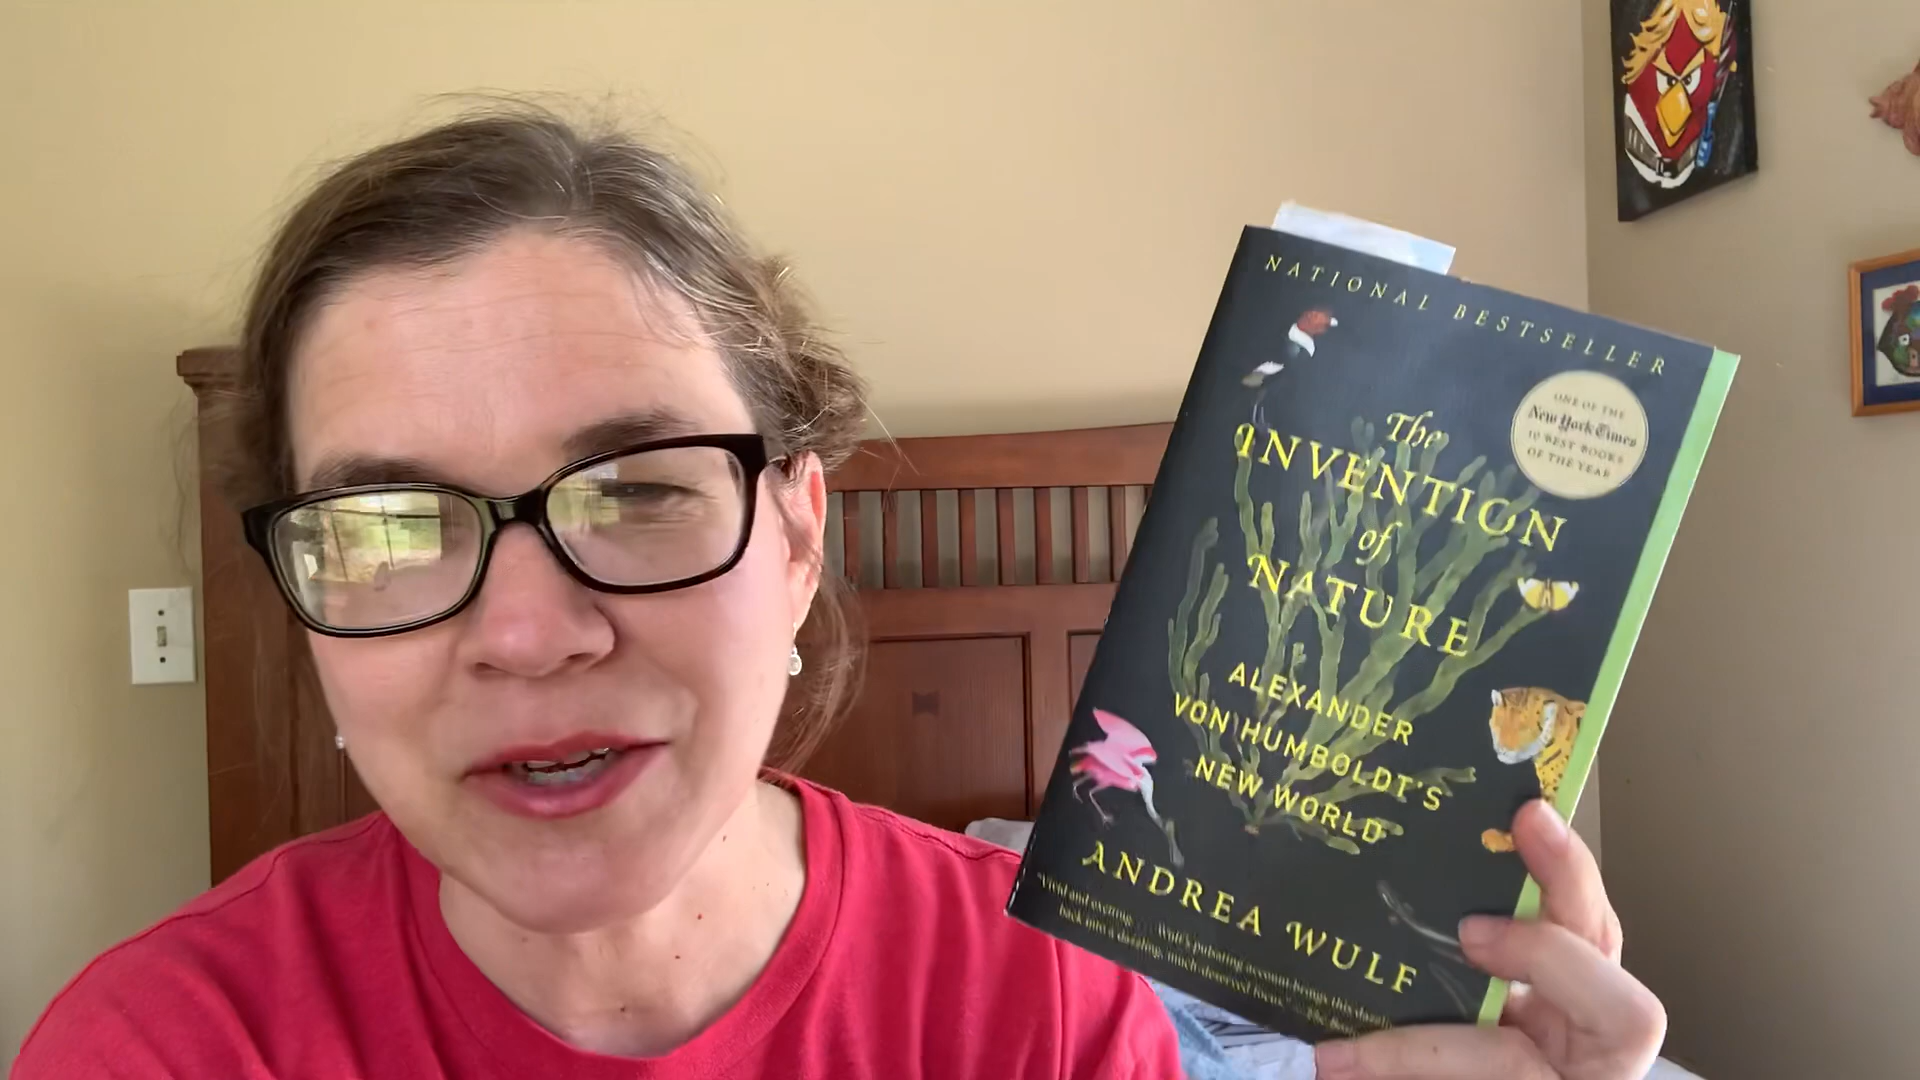 NATIONAL BESTSELLER
ONE OF THE
New York Times
10 BEST BOOKS
OF THE YEAR
The
INVENTION
of
NATURE
ALEXANDER
VON HUMBOLDT'S
NEW WORLD
ANDREA WULF
"Vivid and exciting. . . . Wulf's pulsating account brings this
back into a dazzling, much-deserved focus."